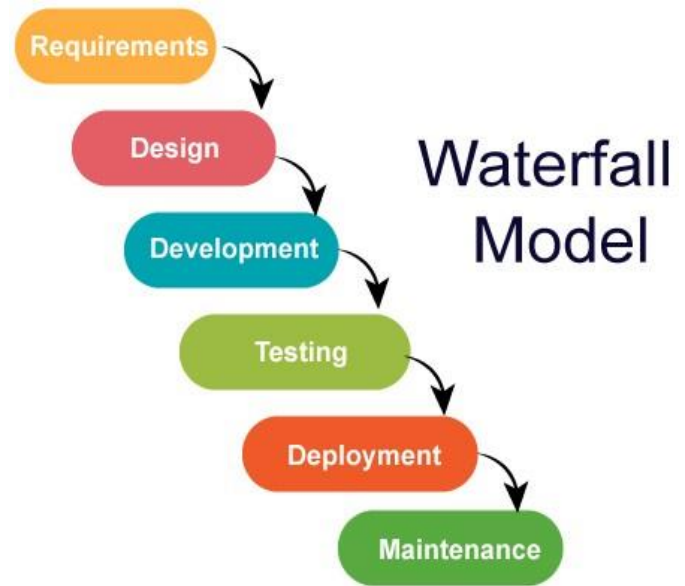 Requirements
Design
Waterfall
Model
Development
Testing
Deployment
Maintenance